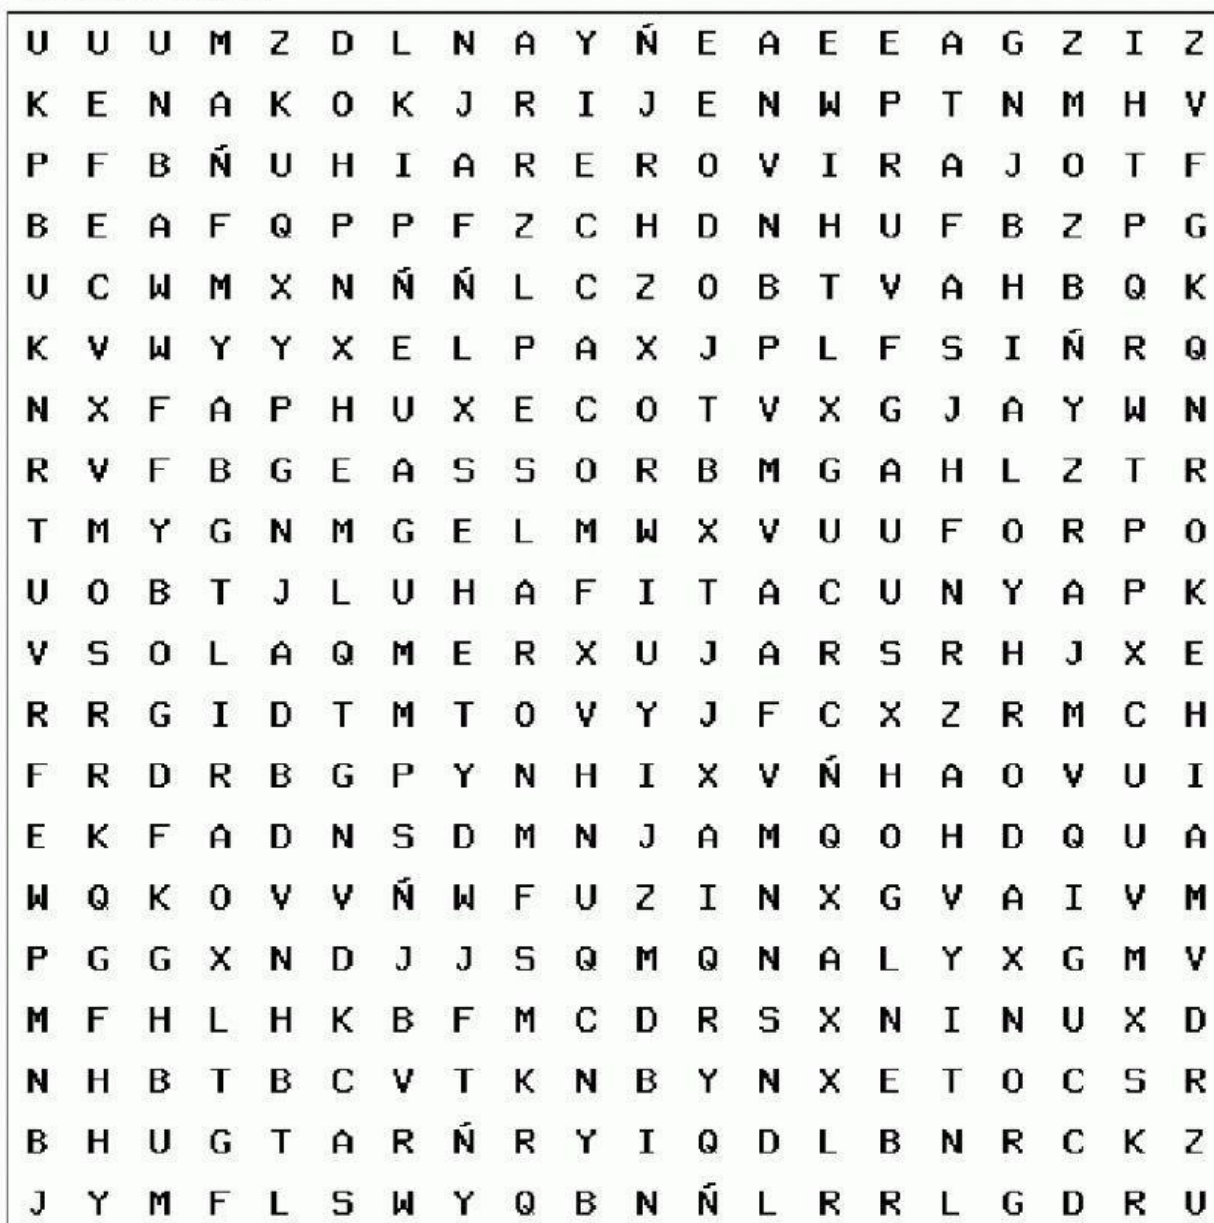 U U U M Z D L N A Y Ñ E A E E A G Z I Z
K E N A K O K J R I J E N W P T N M H V
P F B Ñ U H I A R E R O V I R A J O T F
B E A F Q P P F Z C H D N H U F B Z P G
U C W M X N Ñ Ñ L C Z O B T V A H B Q K
K V W Y Y X E L P A X J P L F S I Ñ R Q
N X F A P H U X E C O T V X G J A Y W N
R V F B G E A S S O R B M G A H L Z T R
T M Y G N M G E L M W X V U U F O R P O
U O B T J L U H A F I T A C U N Y A P K
V S O L A Q M E R X U J A R S R H J X E
R R G I D T M T O V Y J F C X Z R M C H
F R D R B G P Y N H I X V Ñ H A O V U I
E K F A D N S D M N J A M Q O H D Q U A
W Q K O V V Ñ W F U Z I N X G V A I V M
P G G X N D J J S Q M Q N A L Y X G M V
M F H L H K B F M C D R S X N I N U X D
N H B T B C V T K N B Y N X E T O C S R
B H U G T A R Ñ R Y I Q D L B N R C K Z
J Y M F L S W Y Q B N Ñ L R R L G D R U